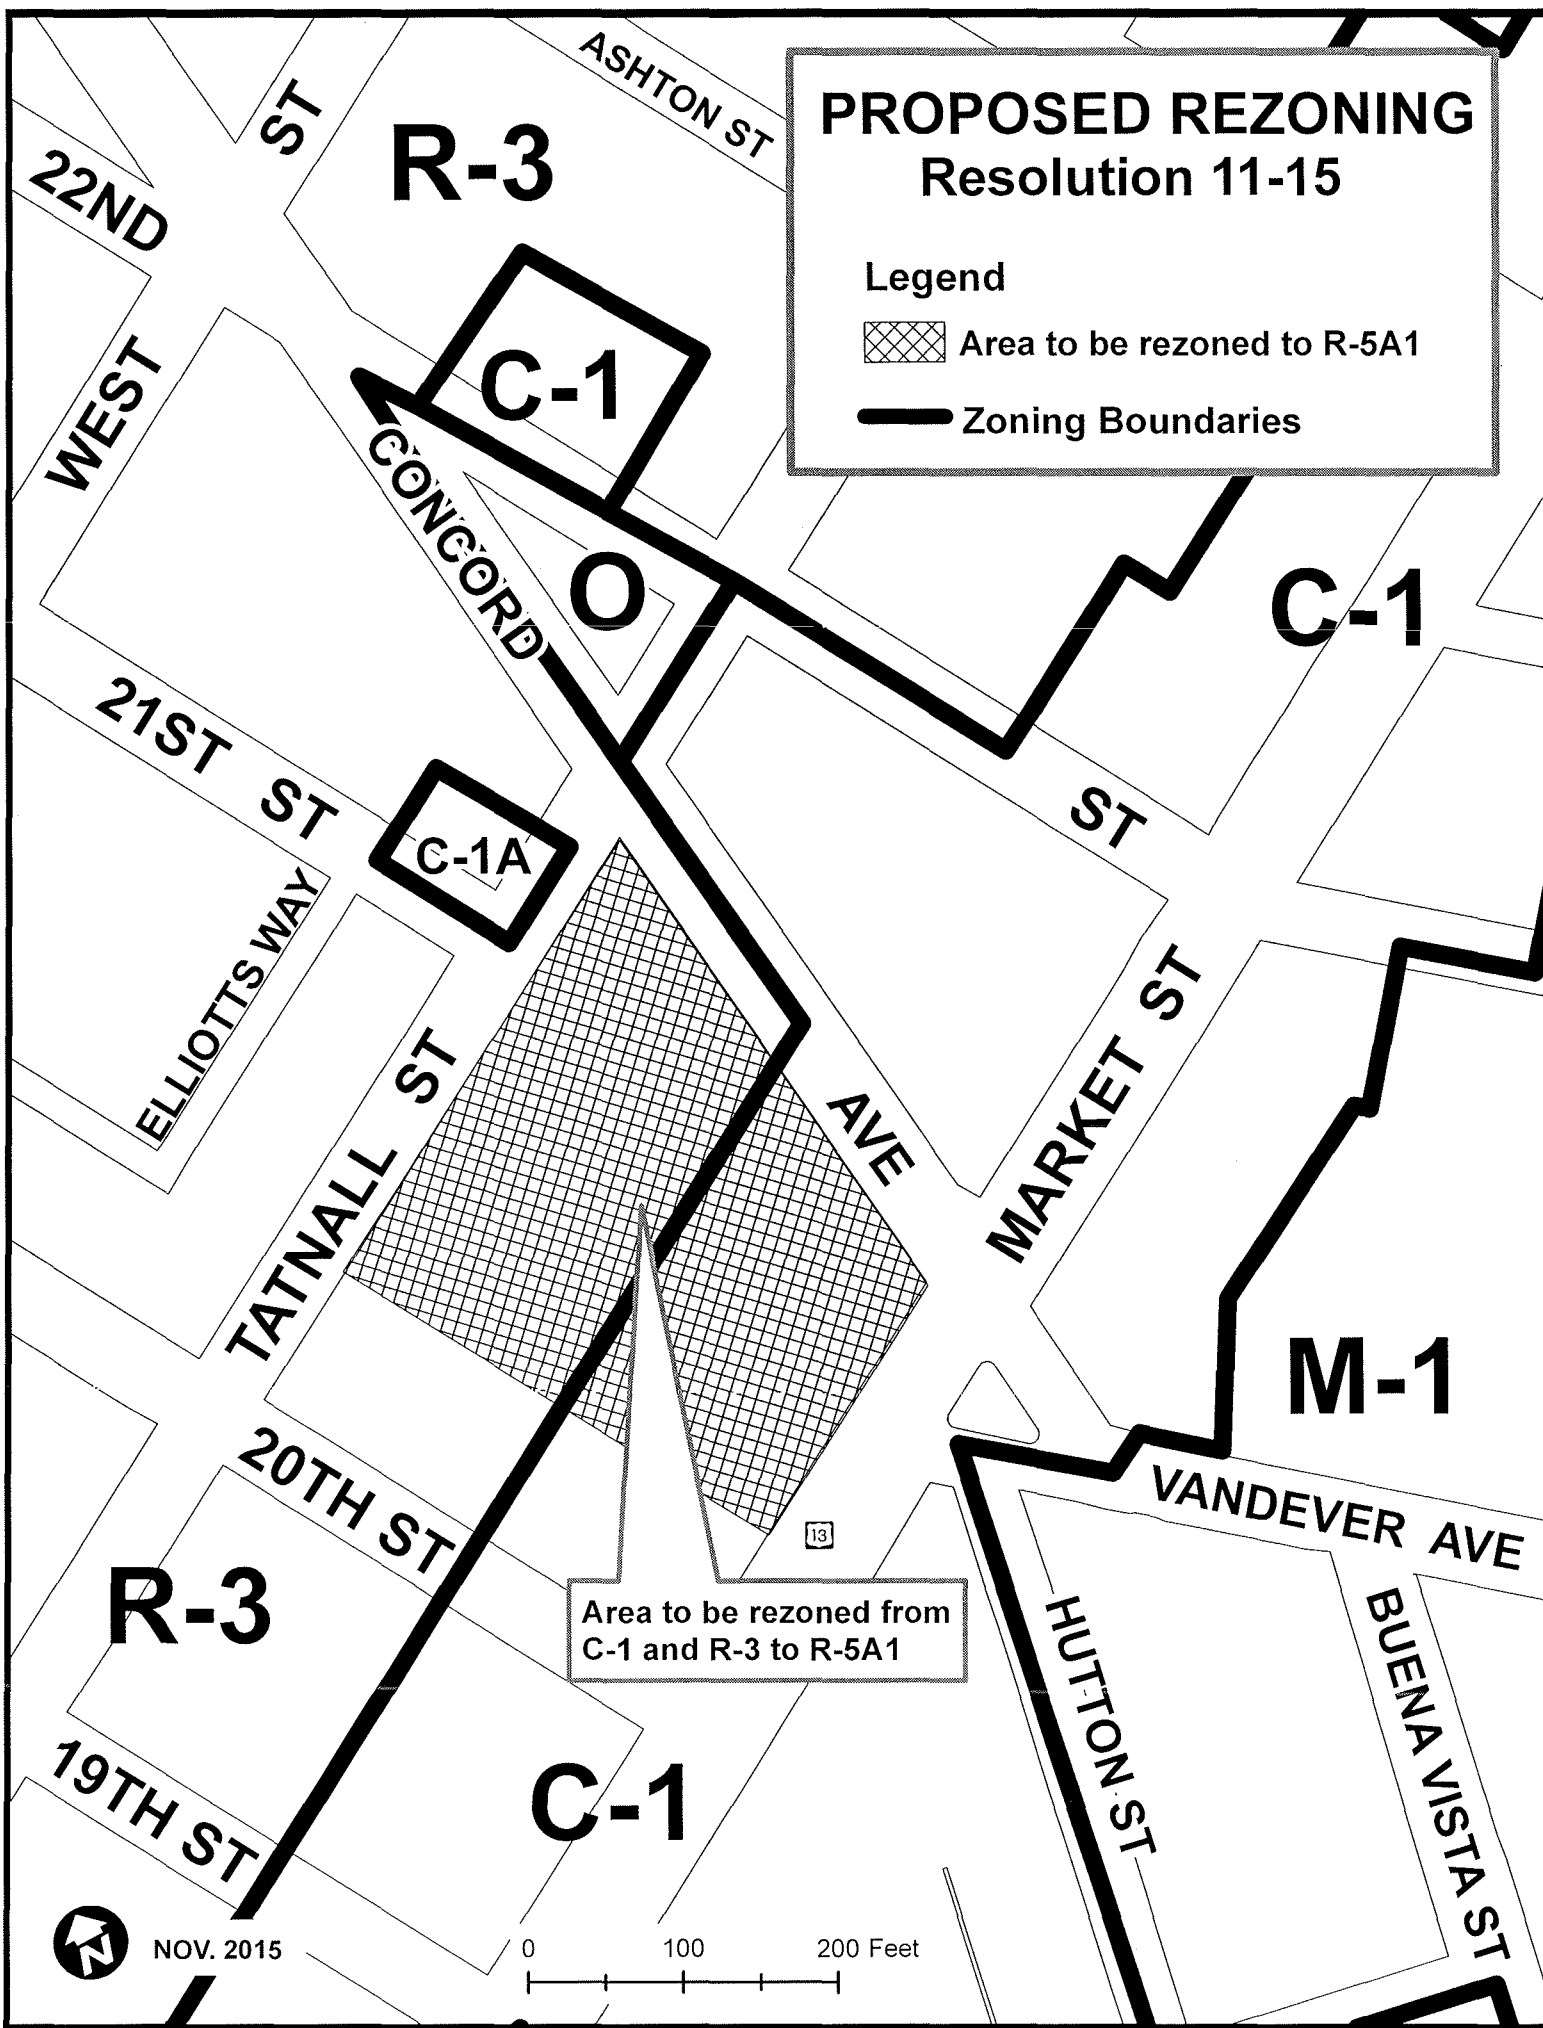 PROPOSED REZONING
Resolution 11-15
Legend
Area to be rezoned to R-5A1
Zoning Boundaries
ASHTON ST
ST
R-3
22ND
C-1
WEST
CONCORD
O
C-1
21ST ST
ST
C-1A
ELLIOTTS WAY
MARKET ST
TATNALL ST
AVE
M-1
20TH ST
VANDEVER AVE
13
R-3
Area to be rezoned from
C-1 and R-3 to R-5A1
HUTTON ST
BUENA VISTA ST
19TH ST
C-1
N
NOV. 2015
0 100 200 Feet